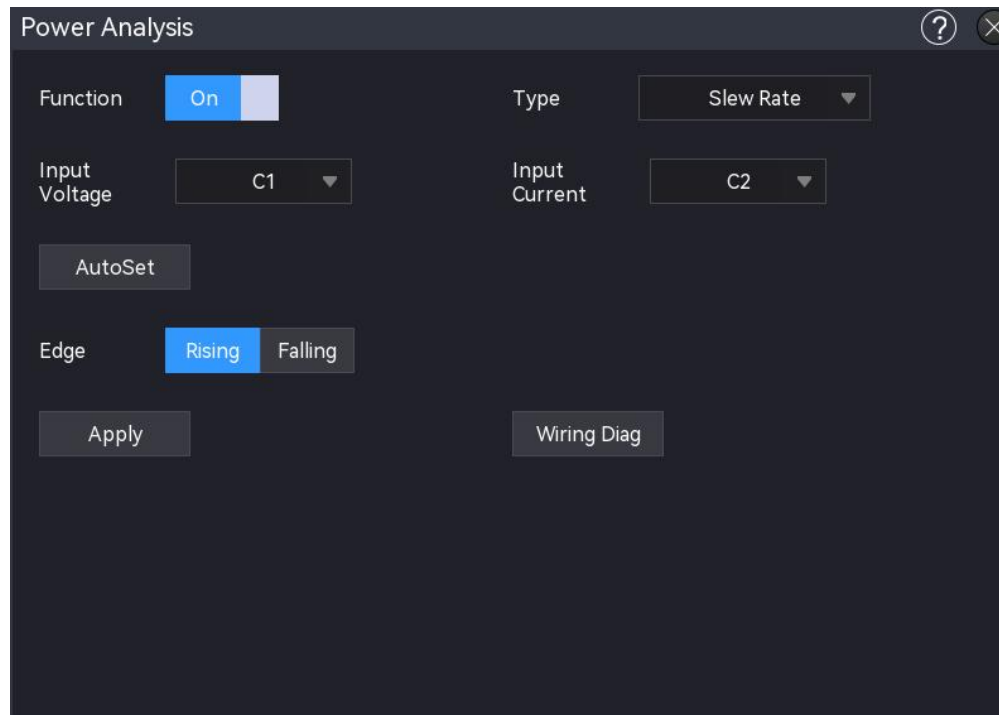 Power Analysis ?
Function On Type Slew Rate
Input Voltage C1 Input Current C2
AutoSet
Edge Rising Falling
Apply Wiring Diag